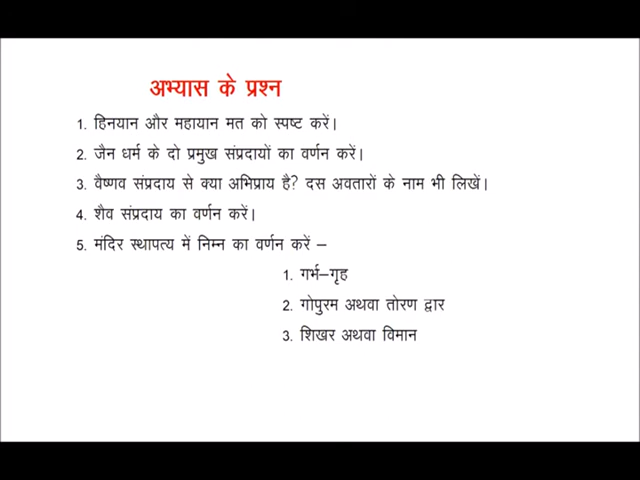 अभ्यास के प्रश्न
1. हिनयान और महायान मत को स्पष्ट करें।
2. जैन धर्म के दो प्रमुख संप्रदायों का वर्णन करें।
3. वैष्णव संप्रदाय से क्या अभिप्राय है? दस अवतारों के नाम भी लिखें।
4. शैव संप्रदाय का वर्णन करें।
5. मंदिर स्थापत्य में निम्न का वर्णन करें –
1. गर्भ–गृह
2. गोपुरम अथवा तोरण द्वार
3. शिखर अथवा विमान